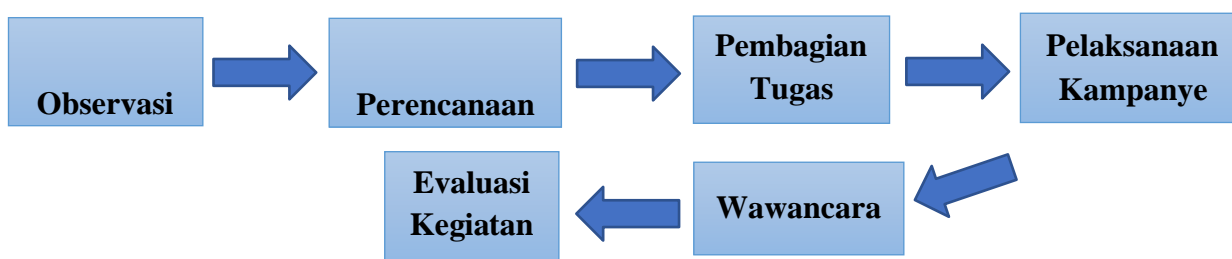 Observasi
Perencanaan
Pembagian
Tugas
Pelaksanaan
Kampanye
Wawancara
Evaluasi
Kegiatan